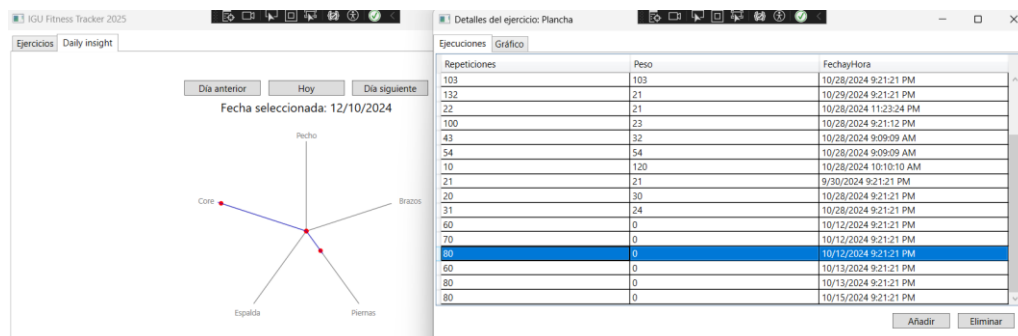 IGU Fitness Tracker 2025
Ejercicios Daily insight
Día anterior Hoy Día siguiente
Fecha seleccionada: 12/10/2024
Pecho
Core
Brazos
Espalda
Piernas
Detalles del ejercicio: Plancha
Ejecuciones Gráfico
Repeticiones Peso FechayHora
103 103 10/28/2024 9:21:21 PM
132 21 10/29/2024 9:21:21 PM
22 21 10/28/2024 11:23:24 PM
100 23 10/28/2024 9:21:12 PM
43 32 10/28/2024 9:09:09 AM
54 54 10/28/2024 9:09:09 AM
10 120 10/28/2024 10:10:10 AM
21 21 9/30/2024 9:21:21 PM
20 30 10/28/2024 9:21:21 PM
31 24 10/28/2024 9:21:21 PM
60 0 10/12/2024 9:21:21 PM
70 0 10/12/2024 9:21:21 PM
80 0 10/12/2024 9:21:21 PM
60 0 10/13/2024 9:21:21 PM
80 0 10/13/2024 9:21:21 PM
80 0 10/15/2024 9:21:21 PM
Añadir Eliminar